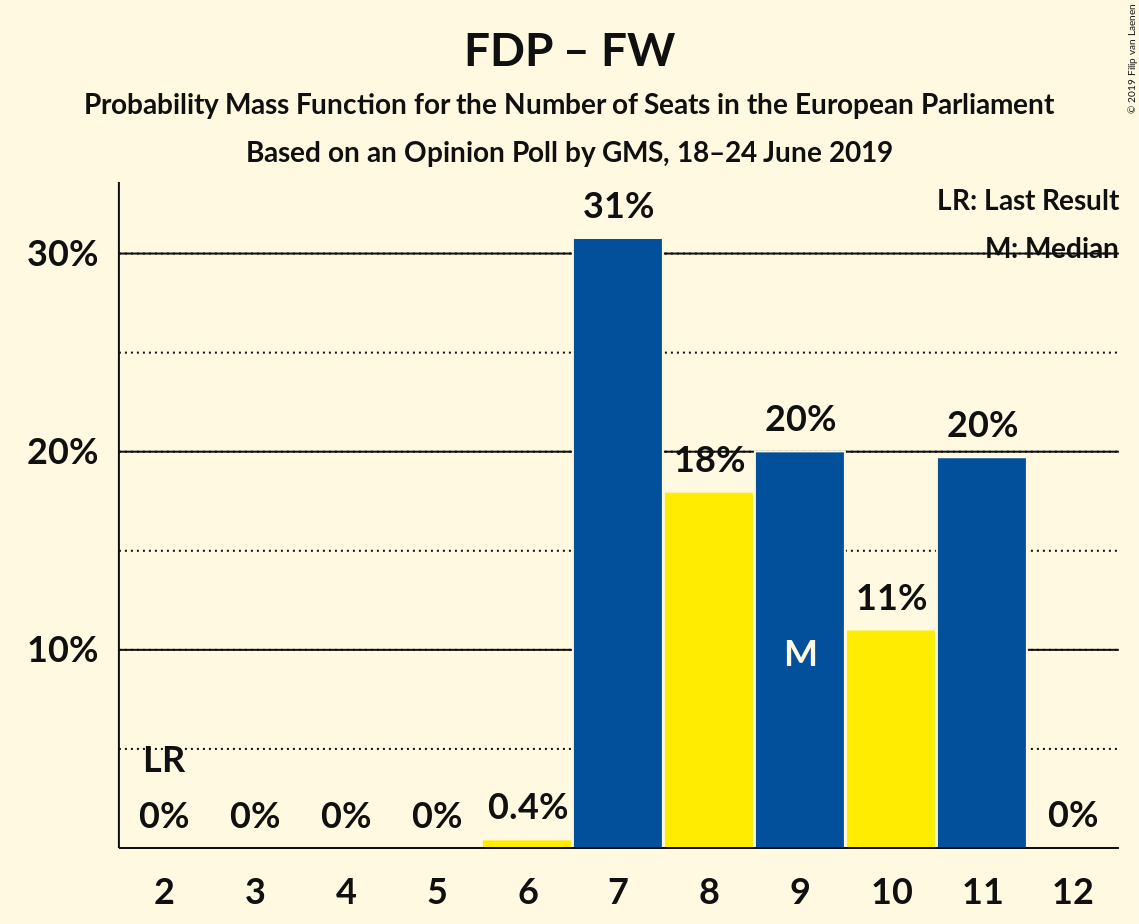 FDP – FW
Probability Mass Function for the Number of Seats in the European Parliament
Based on an Opinion Poll by GMS, 18–24 June 2019
© 2019 Filip van Laenen
LR: Last Result
M: Median
31%
30%
20%
20%
18%
20%
11%
10%
M
LR
0% 0% 0% 0% 0.4% 0%
2 3 4 5 6 7 8 9 10 11 12